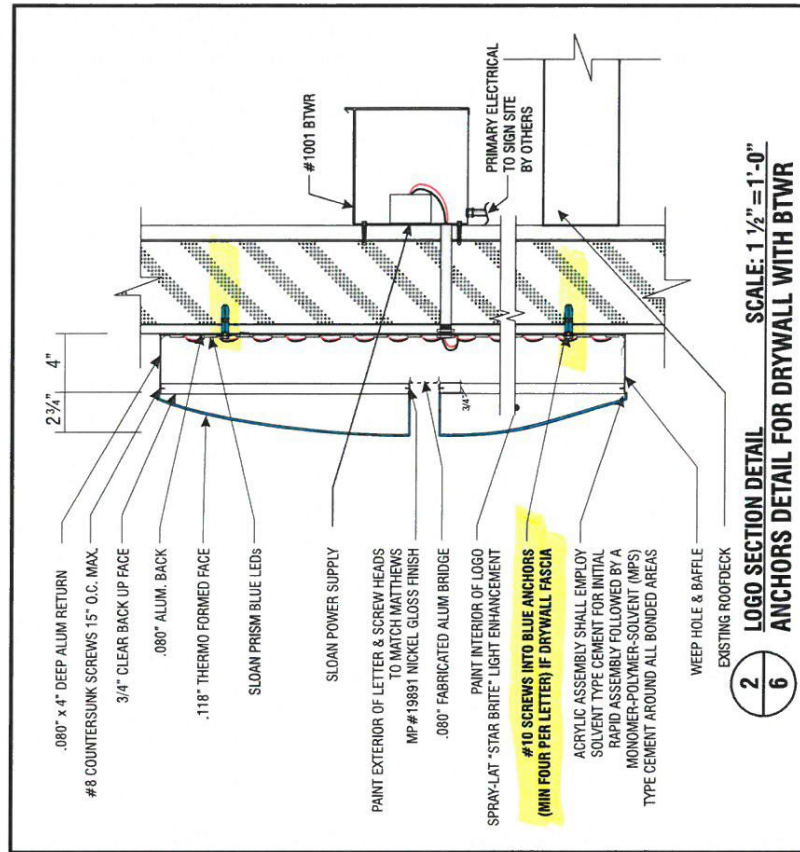 .080" x 4" DEEP ALUM RETURN
#8 COUNTERSUNK SCREWS 15" O.C. MAX.
3/4" CLEAR BACK UP FACE
.080" ALUM. BACK
.118" THERMO FORMED FACE
SLOAN PRISM BLUE LEDs
SLOAN POWER SUPPLY
PAINT EXTERIOR OF LETTER & SCREW HEADS
TO MATCH MATTHEWS
MP#19891 NICKEL GLOSS FINISH
.080" FABRICATED ALUM BRIDGE
PAINT INTERIOR OF LOGO
SPRAY-LAT "STAR BRITE" LIGHT ENHANCEMENT
#10 SCREWS INTO BLUE ANCHORS
(MIN FOUR PER LETTER) IF DRYWALL FASCIA
ACRYLIC ASSEMBLY SHALL EMPLOY
SOLVENT TYPE CEMENT FOR INITIAL
RAPID ASSEMBLY FOLLOWED BY A
MONOMER-POLYMER-SOLVENT (MPS)
TYPE CEMENT AROUND ALL BONDED AREAS
WEEP HOLE & BAFFLE
EXISTING ROOFDECK
2 3/4"
4"
3/4"
#1001 BTWR
PRIMARY ELECTRICAL
TO SIGN SITE
BY OTHERS
2
6
LOGO SECTION DETAIL SCALE: 1 ½" = 1'-0"
ANCHORS DETAIL FOR DRYWALL WITH BTWR